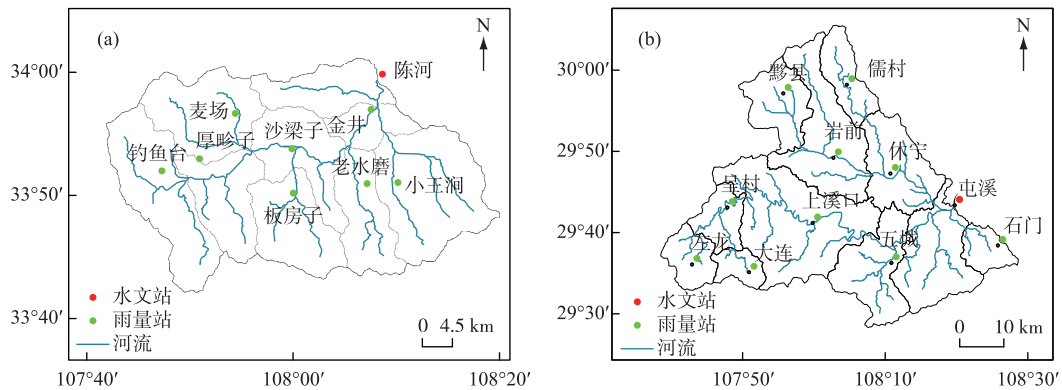 (a)
N
34°00′
33°50′
33°40′
107°40′
108°00′
108°20′
陈河
麦场
金井
沙梁子
厚畛子
钓鱼台
老水磨
小王涧
板房子
水文站
雨量站
河流
0 4.5 km
(b)
N
30°00′
29°50′
29°40′
29°30′
107°50′
108°10′
108°30′
黟县
儒村
岩前
休宁
屯溪
呈村
上溪口
石门
五城
左龙
大连
水文站
雨量站
河流
0 10 km